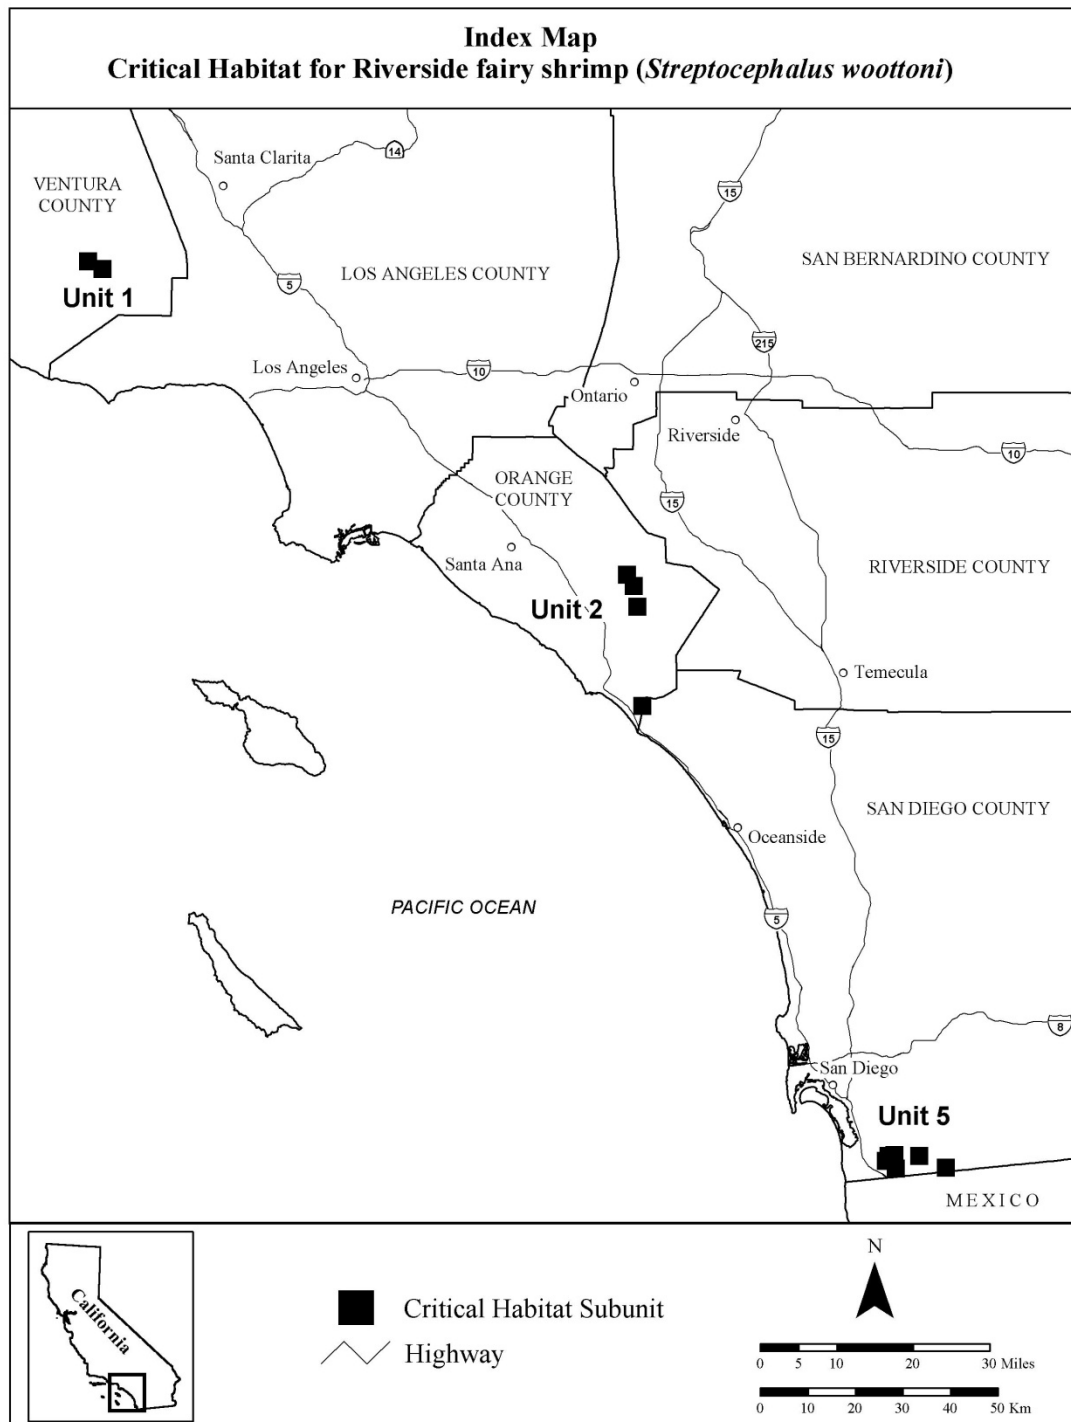 Index Map
Critical Habitat for Riverside fairy shrimp (Streptocephalus woottoni)
Santa Clarita
14
VENTURA
COUNTY
15
Unit 1
5
LOS ANGELES COUNTY
SAN BERNARDINO COUNTY
215
Los Angeles
10
Ontario
Riverside
10
ORANGE
COUNTY
15
Santa Ana
RIVERSIDE COUNTY
Unit 2
Temecula
15
SAN DIEGO COUNTY
Oceanside
PACIFIC OCEAN
5
8
San Diego
Unit 5
MEXICO
California
Critical Habitat Subunit
Highway
N
0 5 10 20 30 Miles
0 10 20 30 40 50 Km